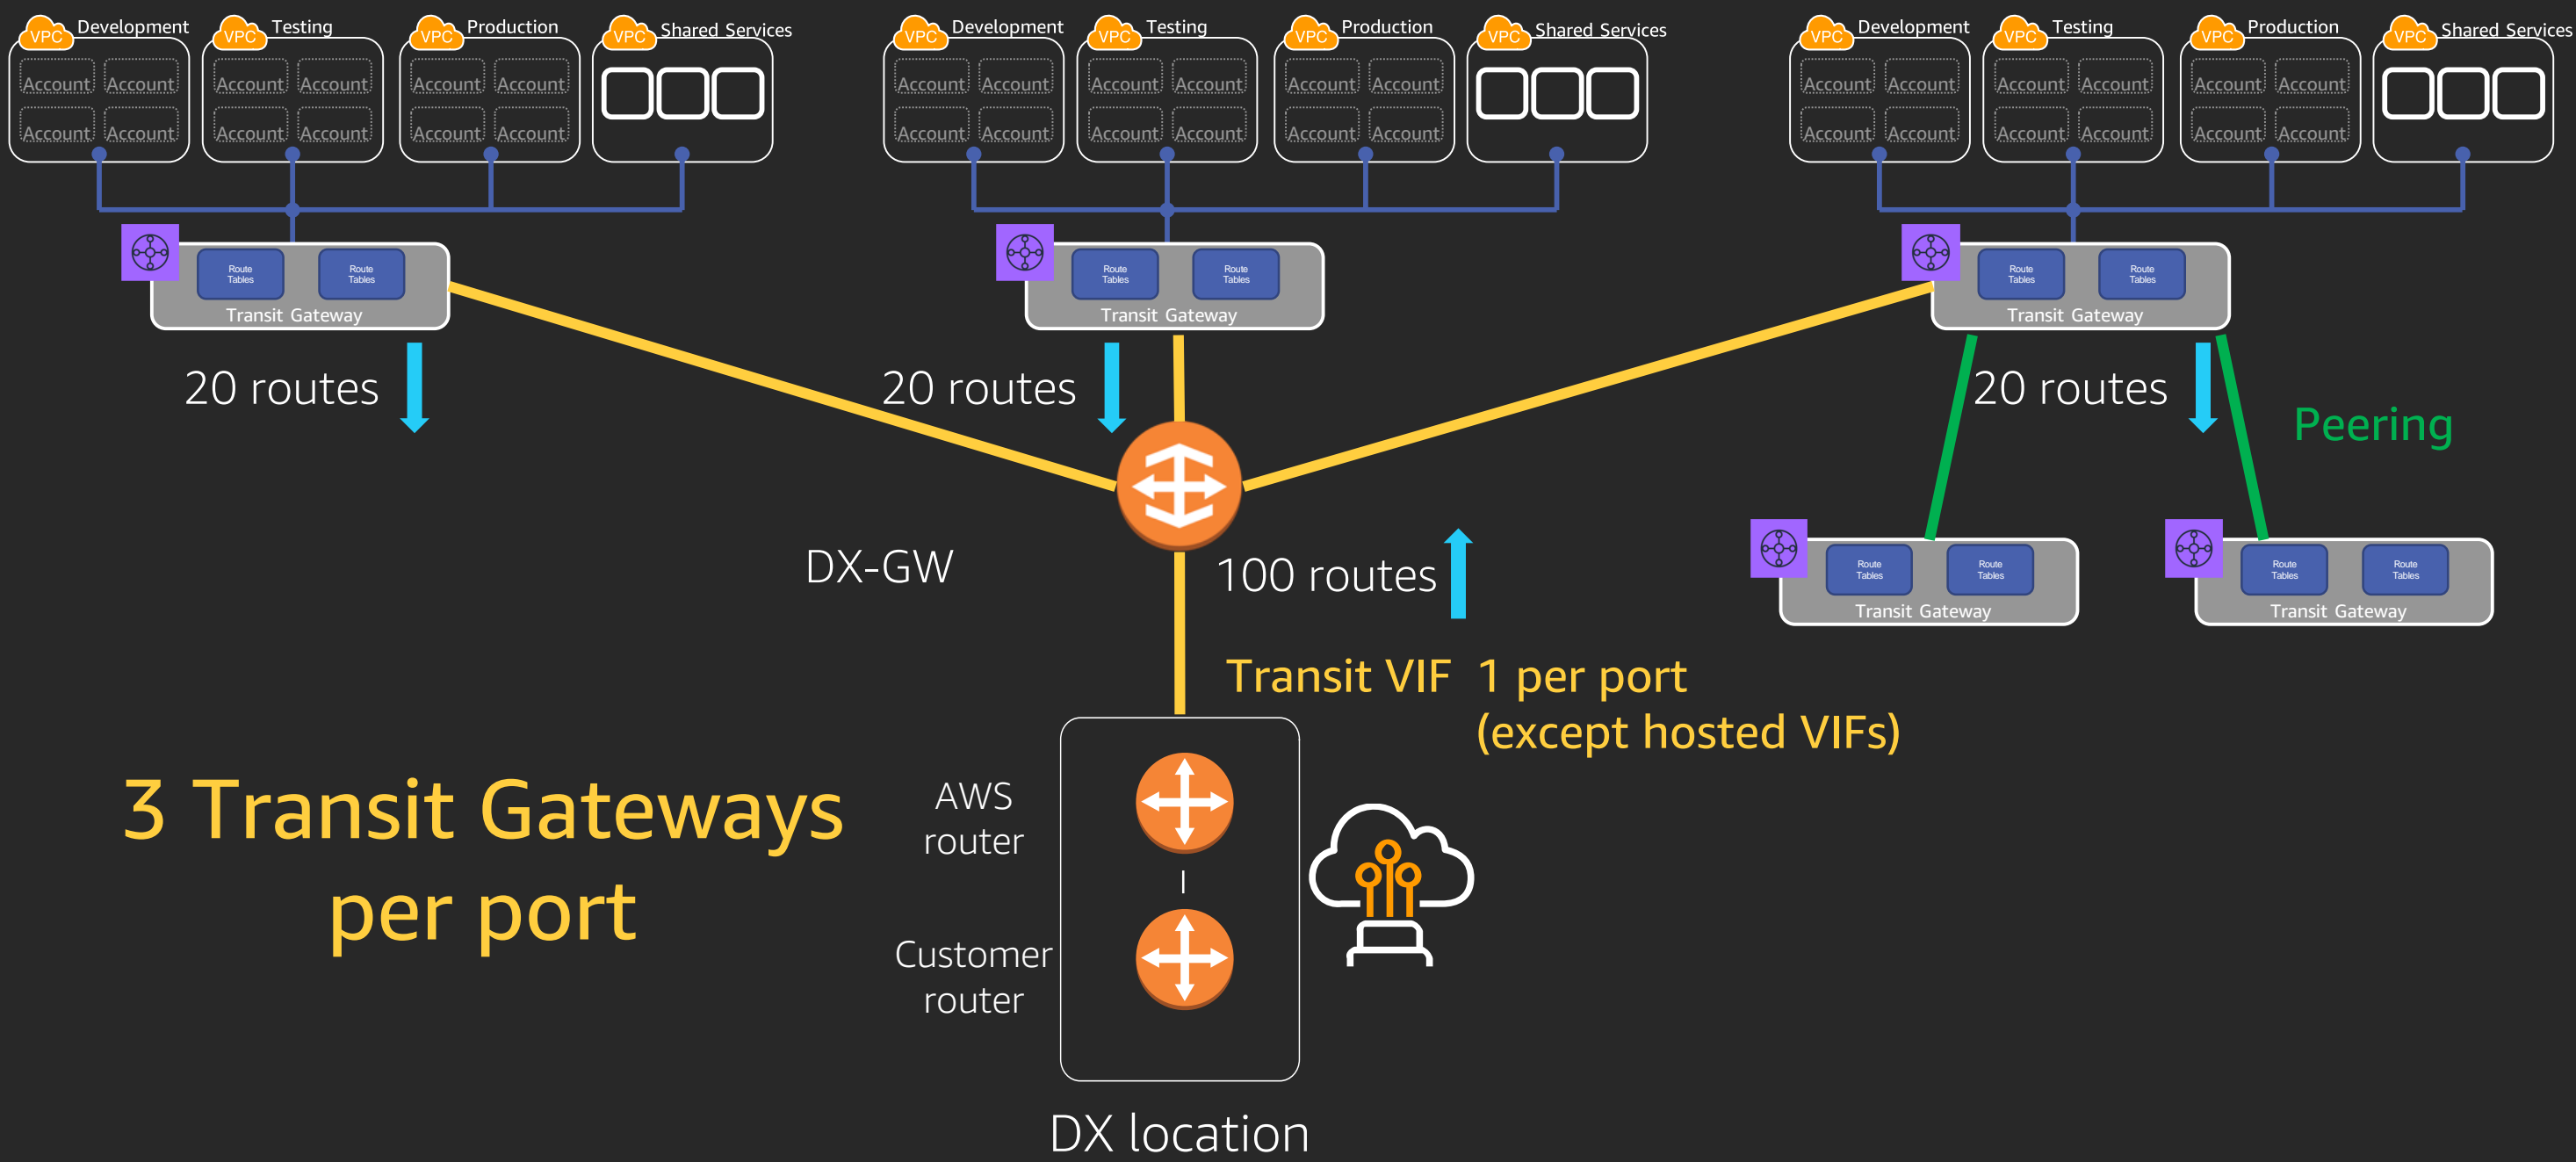 VPC Development
VPC Testing
VPC Production
VPC Shared Services
Account Account
Account Account
Account Account
Account Account
Account Account
Account Account
VPC Development
VPC Testing
VPC Production
VPC Shared Services
Account Account
Account Account
Account Account
Account Account
Account Account
Account Account
VPC Development
VPC Testing
VPC Production
VPC Shared Services
Account Account
Account Account
Account Account
Account Account
Account Account
Account Account
Route
Tables
Route
Tables
Transit Gateway
Route
Tables
Route
Tables
Transit Gateway
Route
Tables
Route
Tables
Transit Gateway
20 routes
20 routes
20 routes
Peering
DX-GW
100 routes
Route
Tables
Route
Tables
Transit Gateway
Route
Tables
Route
Tables
Transit Gateway
Transit VIF 1 per port
(except hosted VIFs)
3 Transit Gateways
per port
AWS
router
Customer
router
DX location